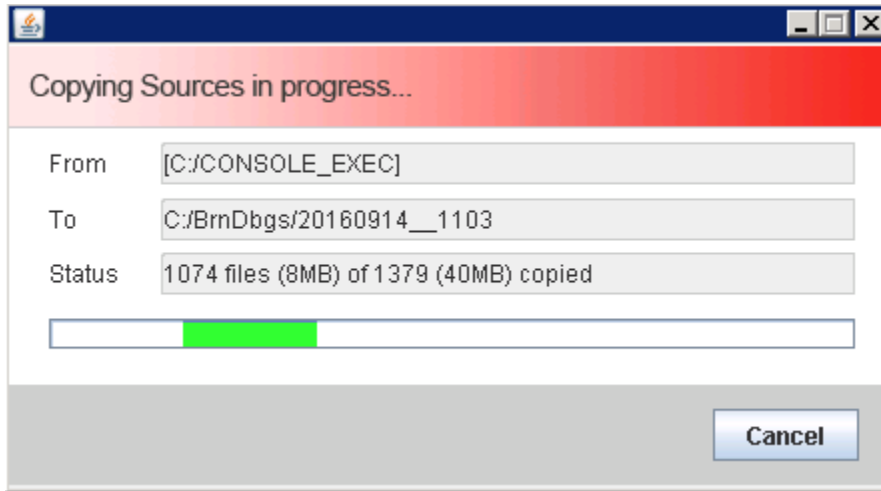 Copying Sources in progress...
From [C:/CONSOLE_EXEC]
To C:/BrnDbgs/20160914__1103
Status 1074 files (8MB) of 1379 (40MB) copied
Cancel